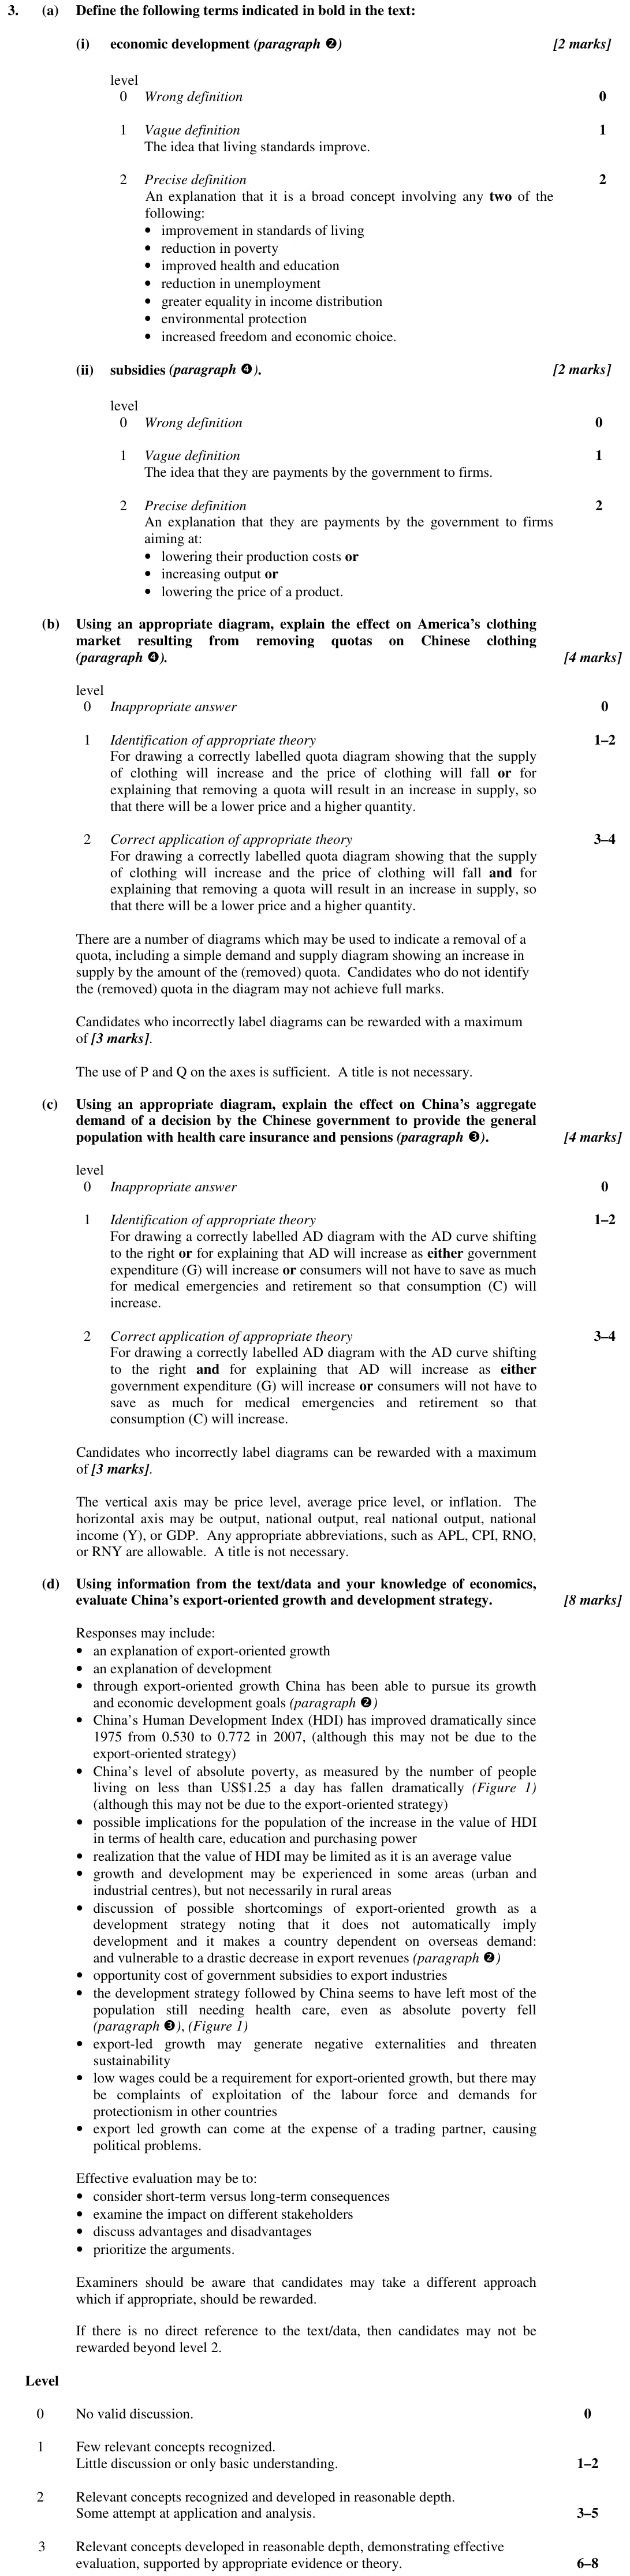 3. (a) Define the following terms indicated in bold in the text:
(i) economic development (paragraph ❷) [2 marks]
level
0 Wrong definition 0
1 Vague definition 1
The idea that living standards improve.
2 Precise definition 2
An explanation that it is a broad concept involving any two of the
following:
• improvement in standards of living
• reduction in poverty
• improved health and education
• reduction in unemployment
• greater equality in income distribution
• environmental protection
• increased freedom and economic choice.
(ii) subsidies (paragraph ❹). [2 marks]
level
0 Wrong definition 0
1 Vague definition 1
The idea that they are payments by the government to firms.
2 Precise definition 2
An explanation that they are payments by the government to firms
aiming at:
• lowering their production costs or
• increasing output or
• lowering the price of a product.
(b) Using an appropriate diagram, explain the effect on America's clothing
market resulting from removing quotas on Chinese clothing
(paragraph ❹). [4 marks]
level
0 Inappropriate answer 0
1 Identification of appropriate theory 1–2
For drawing a correctly labelled quota diagram showing that the supply
of clothing will increase and the price of clothing will fall or for
explaining that removing a quota will result in an increase in supply, so
that there will be a lower price and a higher quantity.
2 Correct application of appropriate theory 3–4
For drawing a correctly labelled quota diagram showing that the supply
of clothing will increase and the price of clothing will fall and for
explaining that removing a quota will result in an increase in supply, so
that there will be a lower price and a higher quantity.
There are a number of diagrams which may be used to indicate a removal of a
quota, including a simple demand and supply diagram showing an increase in
supply by the amount of the (removed) quota. Candidates who do not identify
the (removed) quota in the diagram may not achieve full marks.
Candidates who incorrectly label diagrams can be rewarded with a maximum
of [3 marks].
The use of P and Q on the axes is sufficient. A title is not necessary.
(c) Using an appropriate diagram, explain the effect on China's aggregate
demand of a decision by the Chinese government to provide the general
population with health care insurance and pensions (paragraph ❸). [4 marks]
level
0 Inappropriate answer 0
1 Identification of appropriate theory 1–2
For drawing a correctly labelled AD diagram with the AD curve shifting
to the right or for explaining that AD will increase as either government
expenditure (G) will increase or consumers will not have to save as much
for medical emergencies and retirement so that consumption (C) will
increase.
2 Correct application of appropriate theory 3–4
For drawing a correctly labelled AD diagram with the AD curve shifting
to the right and for explaining that AD will increase as either
government expenditure (G) will increase or consumers will not have to
save as much for medical emergencies and retirement so that
consumption (C) will increase.
Candidates who incorrectly label diagrams can be rewarded with a maximum
of [3 marks].
The vertical axis may be price level, average price level, or inflation. The
horizontal axis may be output, national output, real national output, national
income (Y), or GDP. Any appropriate abbreviations, such as APL, CPI, RNO,
or RNY are allowable. A title is not necessary.
(d) Using information from the text/data and your knowledge of economics,
evaluate China's export-oriented growth and development strategy. [8 marks]
Responses may include:
• an explanation of export-oriented growth
• an explanation of development
• through export-oriented growth China has been able to pursue its growth
and economic development goals (paragraph ❷)
• China's Human Development Index (HDI) has improved dramatically since
1975 from 0.530 to 0.772 in 2007, (although this may not be due to the
export-oriented strategy)
• China's level of absolute poverty, as measured by the number of people
living on less than US$1.25 a day has fallen dramatically (Figure 1)
(although this may not be due to the export-oriented strategy)
• possible implications for the population of the increase in the value of HDI
in terms of health care, education and purchasing power
• realization that the value of HDI may be limited as it is an average value
• growth and development may be experienced in some areas (urban and
industrial centres), but not necessarily in rural areas
• discussion of possible shortcomings of export-oriented growth as a
development strategy noting that it does not automatically imply
development and it makes a country dependent on overseas demand:
and vulnerable to a drastic decrease in export revenues (paragraph ❷)
• opportunity cost of government subsidies to export industries
• the development strategy followed by China seems to have left most of the
population still needing health care, even as absolute poverty fell
(paragraph ❸), (Figure 1)
• export-led growth may generate negative externalities and threaten
sustainability
• low wages could be a requirement for export-oriented growth, but there may
be complaints of exploitation of the labour force and demands for
protectionism in other countries
• export led growth can come at the expense of a trading partner, causing
political problems.
Effective evaluation may be to:
• consider short-term versus long-term consequences
• examine the impact on different stakeholders
• discuss advantages and disadvantages
• prioritize the arguments.
Examiners should be aware that candidates may take a different approach
which if appropriate, should be rewarded.
If there is no direct reference to the text/data, then candidates may not be
rewarded beyond level 2.
Level
0 No valid discussion. 0
1 Few relevant concepts recognized.
Little discussion or only basic understanding. 1–2
2 Relevant concepts recognized and developed in reasonable depth.
Some attempt at application and analysis. 3–5
3 Relevant concepts developed in reasonable depth, demonstrating effective
evaluation, supported by appropriate evidence or theory. 6–8